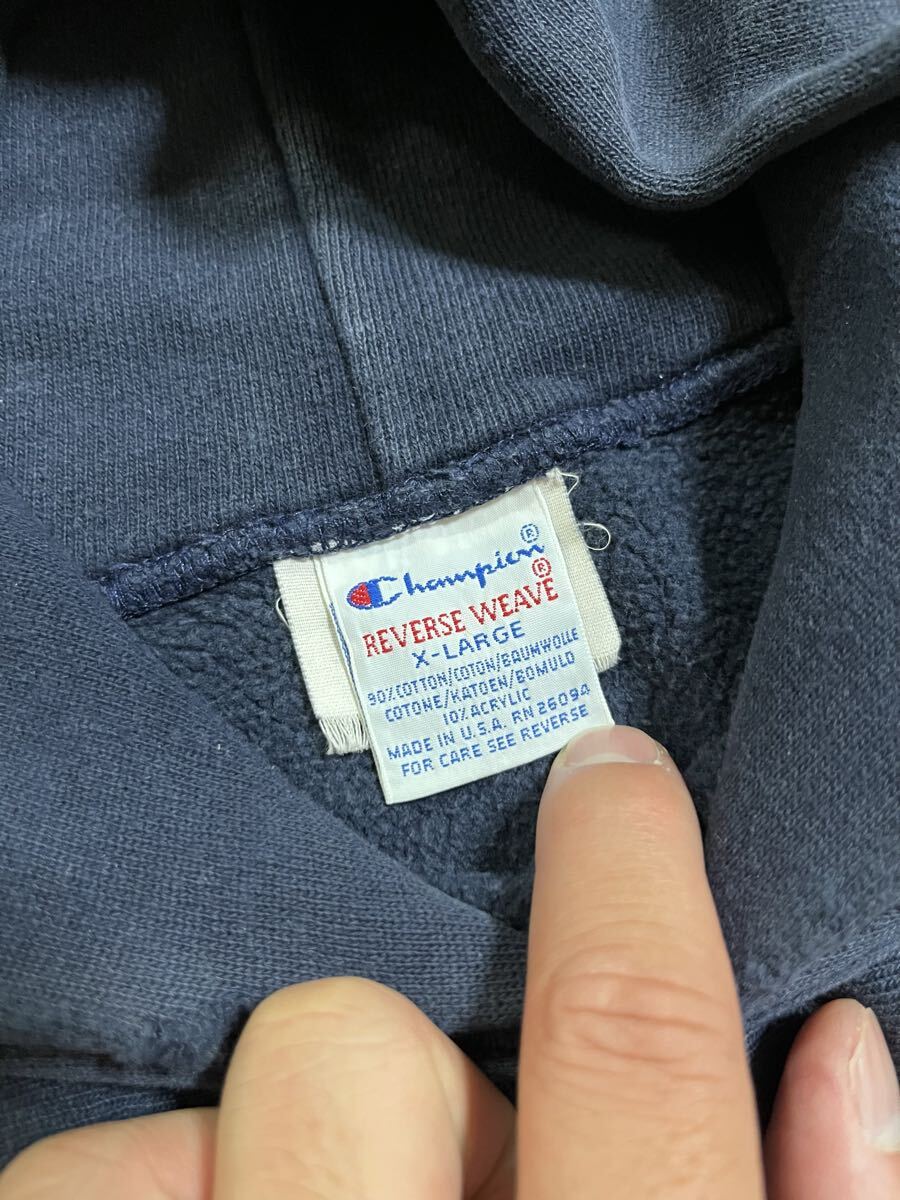 Champion®
REVERSE WEAVE®
X-LARGE
90% COTTON/COTON/BAUMWOLLE
COTONE/KATOEN/BOMULD
10% ACRYLIC
MADE IN U.S.A. RN 26094
FOR CARE SEE REVERSE